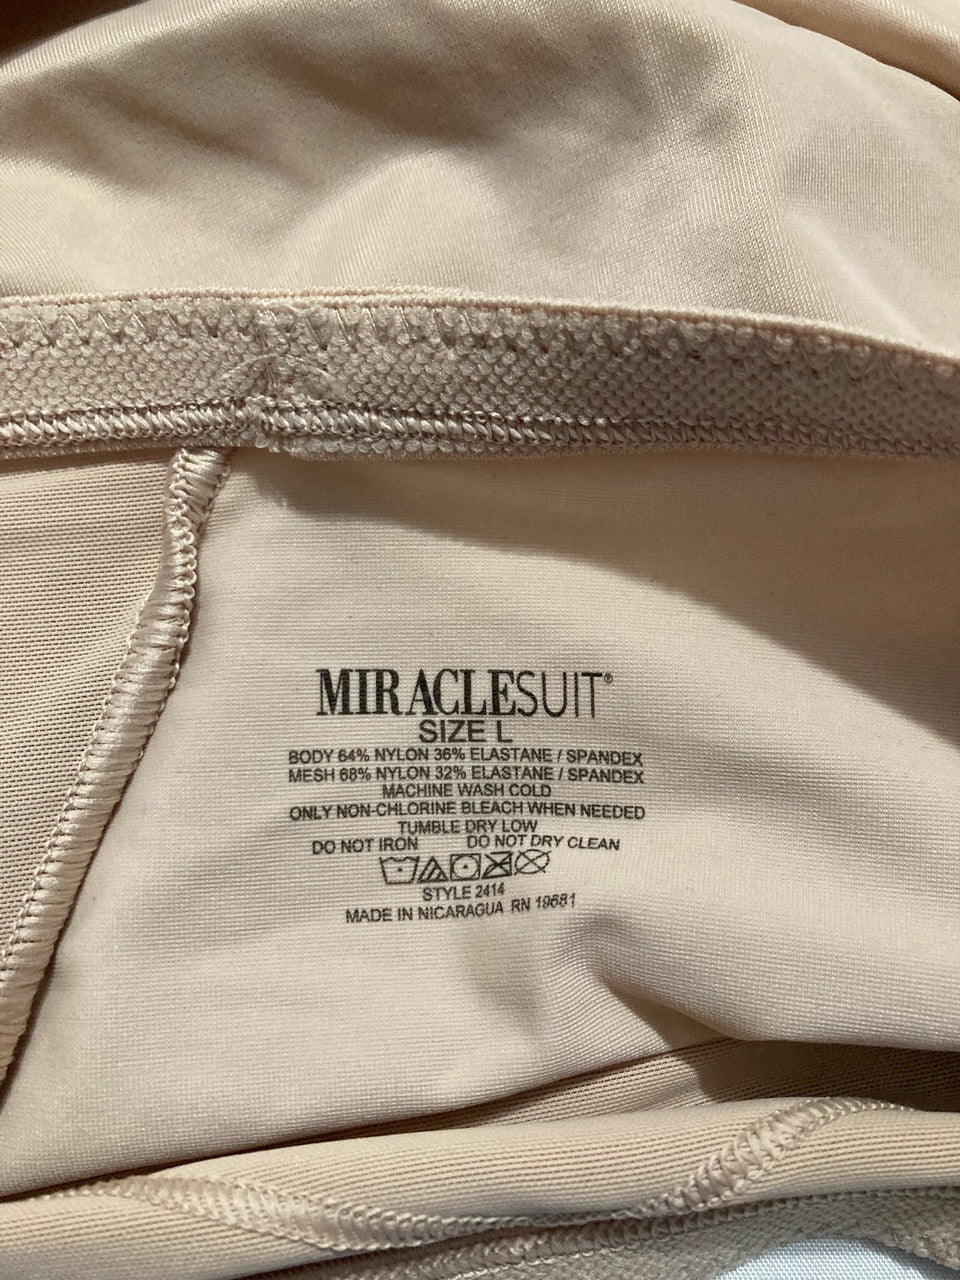 MIRACLESUIT®
SIZE L
BODY 64% NYLON 36% ELASTANE / SPANDEX
MESH 68% NYLON 32% ELASTANE / SPANDEX
MACHINE WASH COLD
ONLY NON-CHLORINE BLEACH WHEN NEEDED
TUMBLE DRY LOW
DO NOT IRON DO NOT DRY CLEAN
STYLE 2414
MADE IN NICARAGUA RN 19681